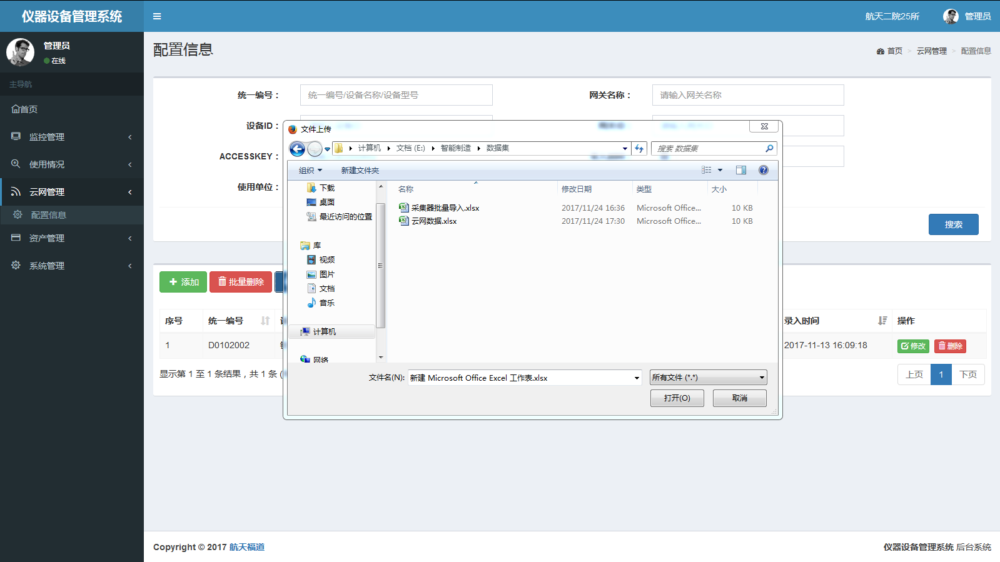 仪器设备管理系统
航天二院25所
管理员
管理员
在线
主导航
首页
监控管理
使用情况
云网管理
配置信息
资产管理
系统管理
配置信息
首页 > 云网管理 > 配置信息
统一编号：
统一编号/设备名称/设备型号
网关名称：
请输入网关名称
设备ID：
ACCESSKEY：
使用单位：
搜索
文件上传
计算机
文档 (E:)
智能制造
数据集
搜索 数据集
组织
新建文件夹
下载
桌面
最近访问的位置
库
视频
图片
文档
音乐
计算机
网络
名称 修改日期 类型 大小
采集器批量导入.xlsx 2017/11/24 16:36 Microsoft Office... 10 KB
云网数据.xlsx 2017/11/24 17:30 Microsoft Office... 10 KB
文件名(N): 新建 Microsoft Office Excel 工作表.xlsx
所有文件 (*.*)
打开(O)
取消
添加
批量删除
序号 统一编号 录入时间 操作
1 D0102002 2017-11-13 16:09:18 修改 删除
显示第 1 至 1 条结果，共 1 条 (
上页 1 下页
Copyright © 2017 航天福道
仪器设备管理系统 后台系统